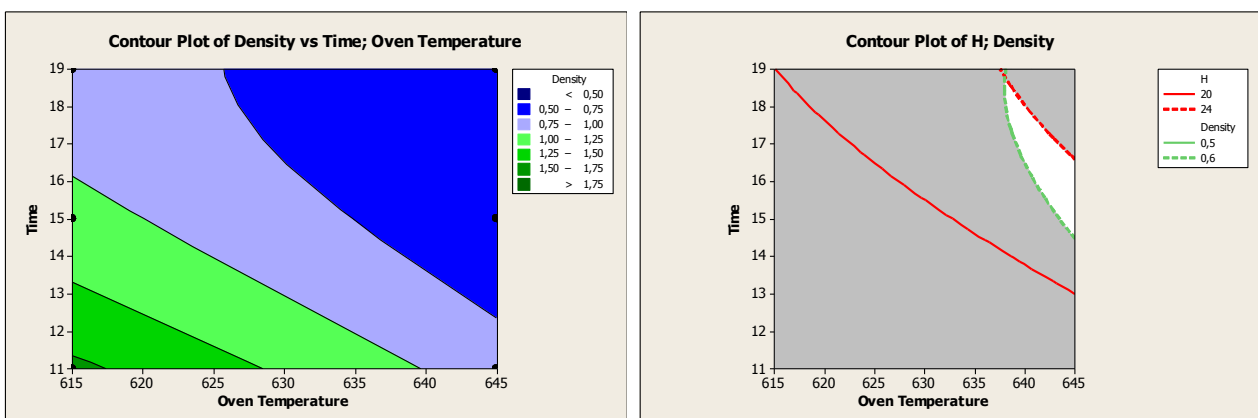 Contour Plot of Density vs Time; Oven Temperature
19
18
17
16
15
14
13
12
11
Time
615 620 625 630 635 640 645
Oven Temperature
Density
< 0,50
0,50 – 0,75
0,75 – 1,00
1,00 – 1,25
1,25 – 1,50
1,50 – 1,75
> 1,75
Contour Plot of H; Density
19
18
17
16
15
14
13
12
11
Time
615 620 625 630 635 640 645
Oven Temperature
H
20
24
Density
0,5
0,6